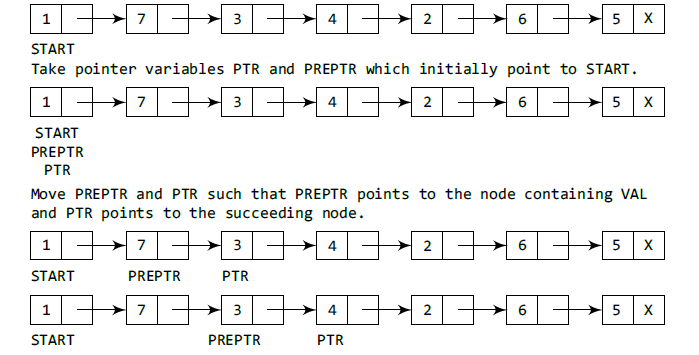 1 7 3 4 2 6 5 X
START
Take pointer variables PTR and PREPTR which initially point to START.
1 7 3 4 2 6 5 X
START
PREPTR
PTR
Move PREPTR and PTR such that PREPTR points to the node containing VAL
and PTR points to the succeeding node.
1 7 3 4 2 6 5 X
START PREPTR PTR
1 7 3 4 2 6 5 X
START PREPTR PTR